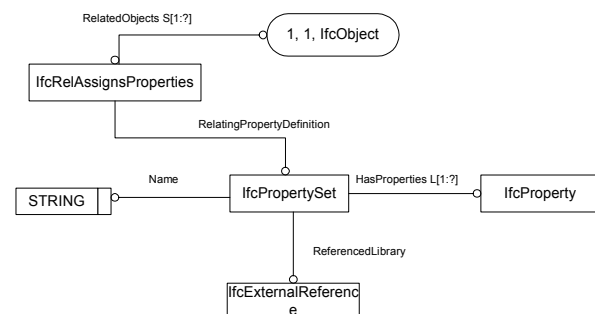 RelatedObjects S[1:?]
1, 1, IfcObject
IfcRelAssignsProperties
RelatingPropertyDefinition
Name
HasProperties L[1:?]
STRING
IfcPropertySet
IfcProperty
ReferencedLibrary
IfcExternalReferenc
e